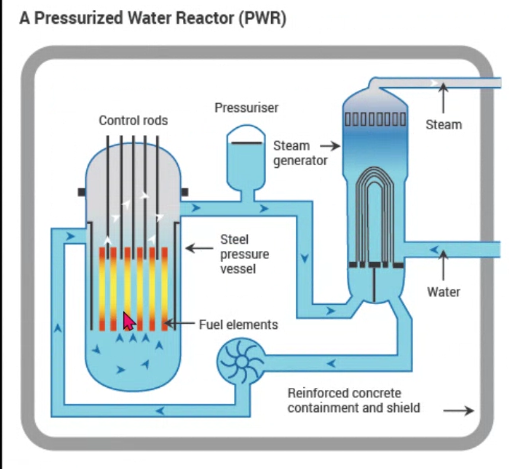 A Pressurized Water Reactor (PWR)
Pressuriser
Control rods
Steam
Steam
generator
Steel
pressure
vessel
Water
Fuel elements
Reinforced concrete
containment and shield